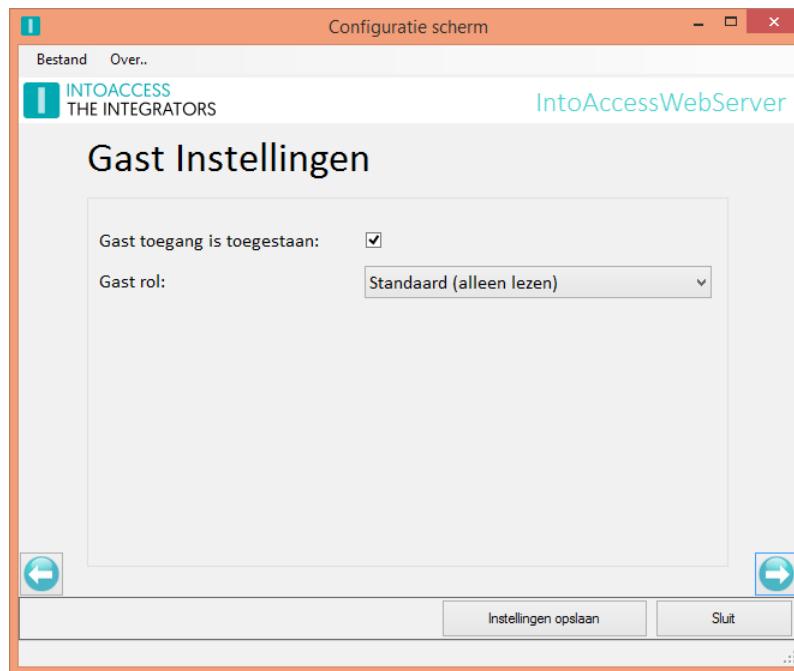 Configuratie scherm
Bestand Over..
INTOACCESS
THE INTEGRATORS
IntoAccessWebServer
Gast Instellingen
Gast toegang is toegestaan:
Gast rol: Standaard (alleen lezen)
Instellingen opslaan Sluit